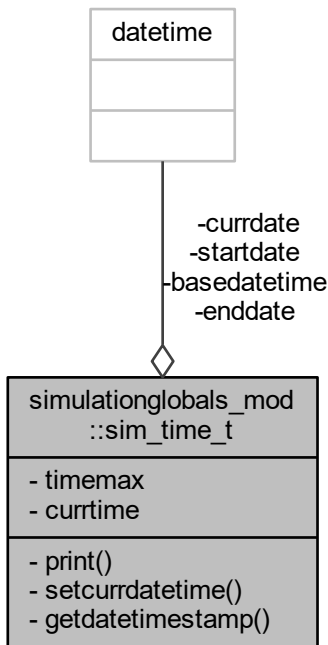 datetime
-currdate
-startdate
-basedatetime
-enddate
simulationglobals_mod
::sim_time_t
- timemax
- currtime
- print()
- setcurrdatetime()
- getdatetimestamp()